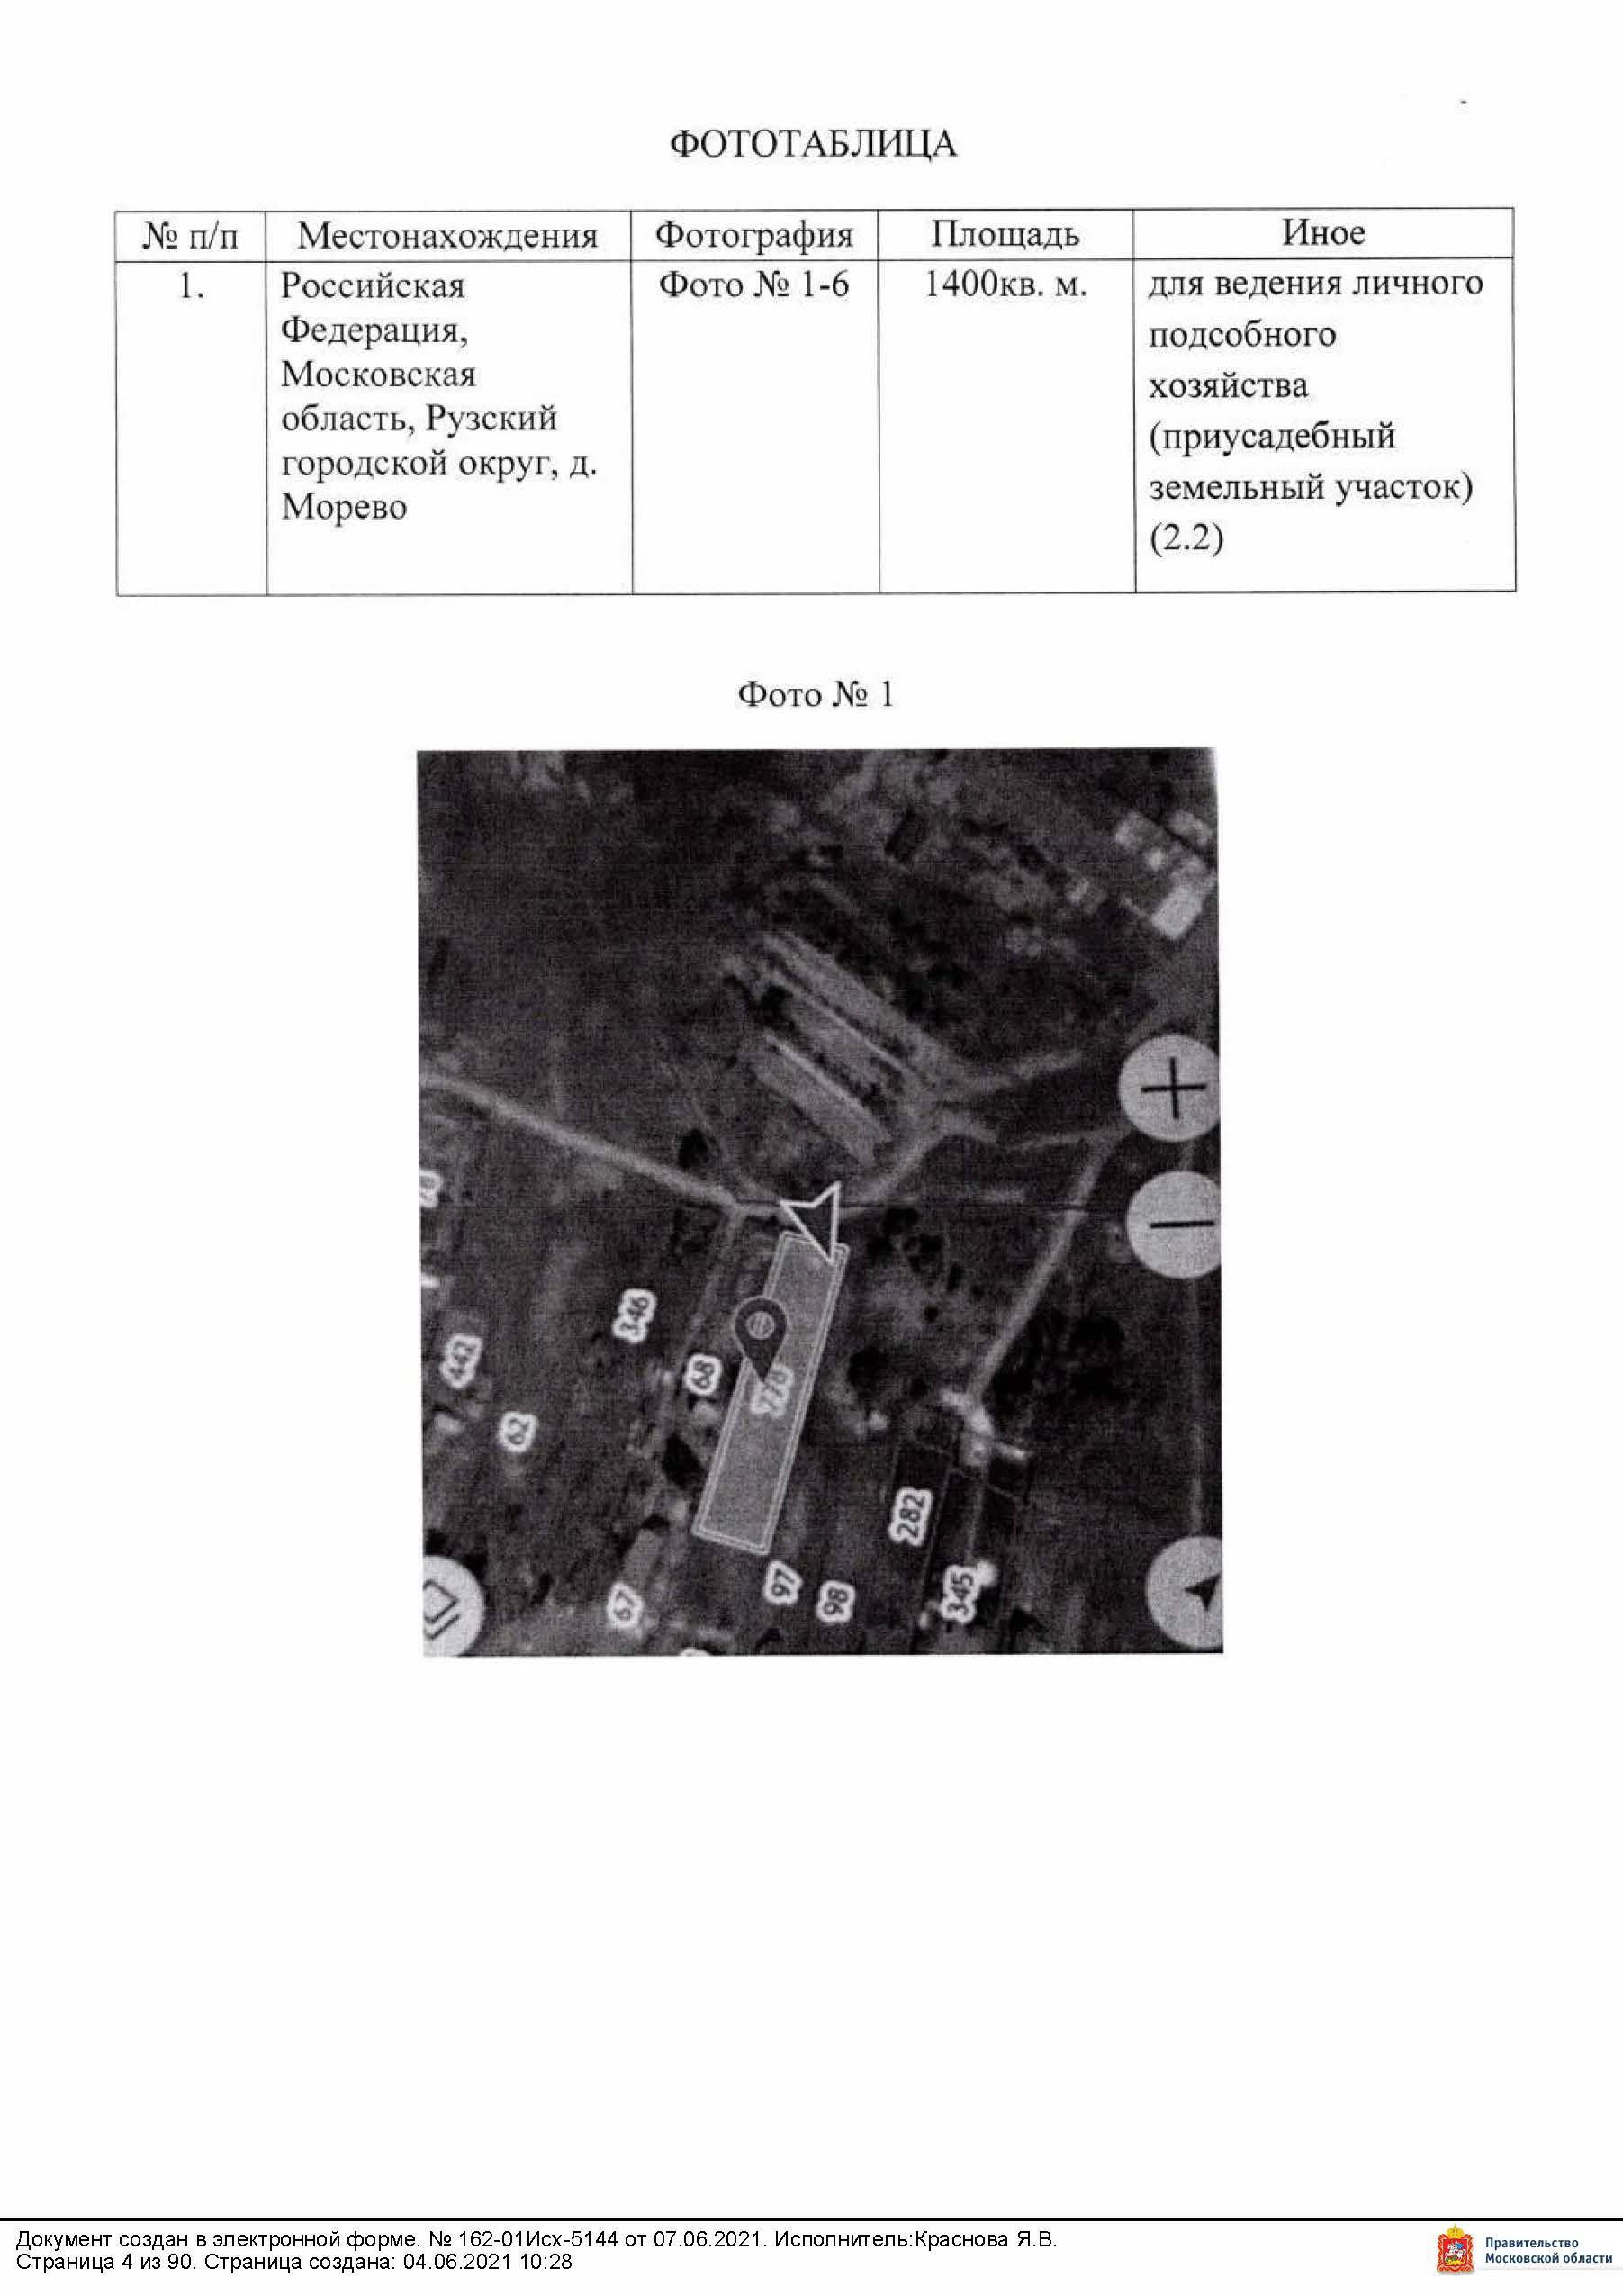 ФОТОТАБЛИЦА
№ п/п
Местонахождения
Фотография
Площадь
Иное
1.
Российская
Федерация,
Московская
область, Рузский
городской округ, д.
Морево
Фото № 1-6
1400кв. м.
для ведения личного
подсобного
хозяйства
(приусадебный
земельный участок)
(2.2)
Фото № 1
346
442
68
62
282
97
98
345
67
Документ создан в электронной форме. № 162-01Исх-5144 от 07.06.2021. Исполнитель:Краснова Я.В.
Страница 4 из 90. Страница создана: 04.06.2021 10:28
Правительство
Московской области